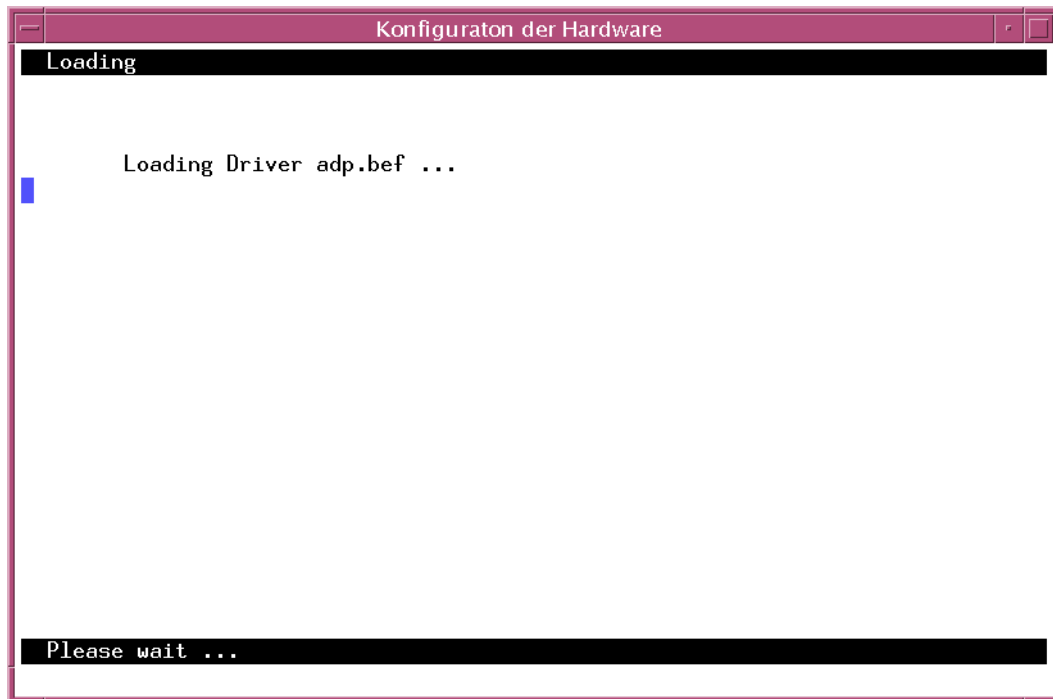 Konfiguraton der Hardware
Loading
Loading Driver adp.bef ...
Please wait ...